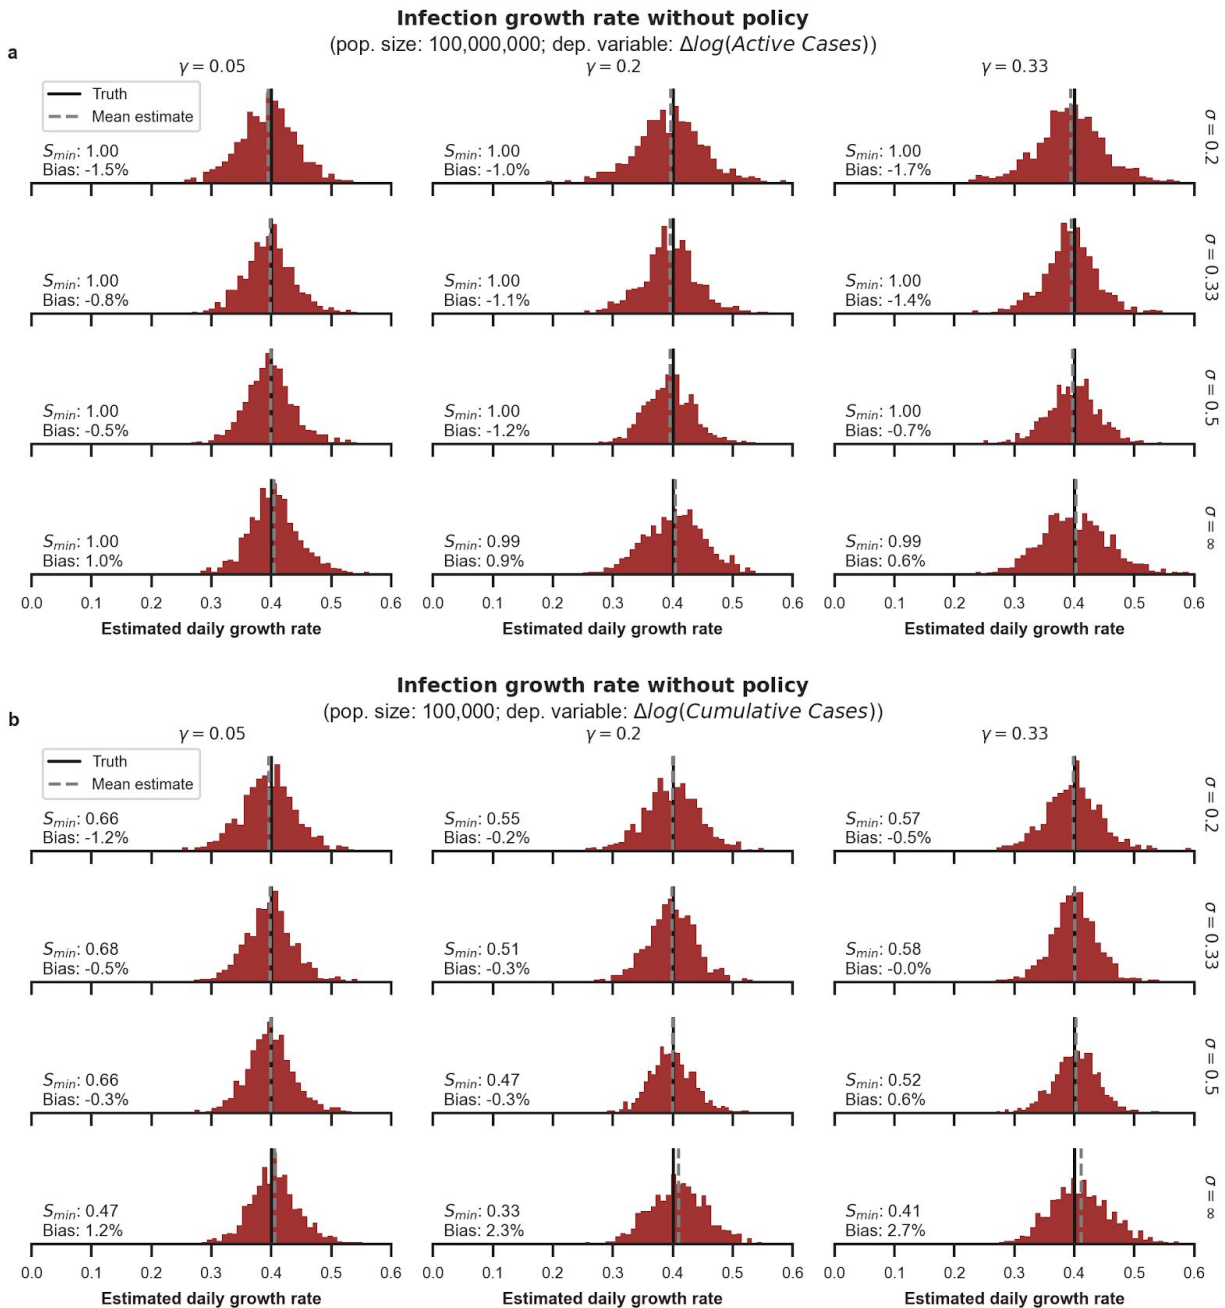 Infection growth rate without policy
(pop. size: 100,000,000; dep. variable: Δlog(Active Cases))
a
γ = 0.05 γ = 0.2 γ = 0.33
Truth
Mean estimate
S_min: 1.00 S_min: 1.00 S_min: 1.00
Bias: -1.5% Bias: -1.0% Bias: -1.7%
σ = 0.2
S_min: 1.00 S_min: 1.00 S_min: 1.00
Bias: -0.8% Bias: -1.1% Bias: -1.4%
σ = 0.33
S_min: 1.00 S_min: 1.00 S_min: 1.00
Bias: -0.5% Bias: -1.2% Bias: -0.7%
σ = 0.5
S_min: 1.00 S_min: 0.99 S_min: 0.99
Bias: 1.0% Bias: 0.9% Bias: 0.6%
σ = ∞
0.0 0.1 0.2 0.3 0.4 0.5 0.6 0.0 0.1 0.2 0.3 0.4 0.5 0.6 0.0 0.1 0.2 0.3 0.4 0.5 0.6
Estimated daily growth rate Estimated daily growth rate Estimated daily growth rate
Infection growth rate without policy
(pop. size: 100,000; dep. variable: Δlog(Cumulative Cases))
b
γ = 0.05 γ = 0.2 γ = 0.33
Truth
Mean estimate
S_min: 0.66 S_min: 0.55 S_min: 0.57
Bias: -1.2% Bias: -0.2% Bias: -0.5%
σ = 0.2
S_min: 0.68 S_min: 0.51 S_min: 0.58
Bias: -0.5% Bias: -0.3% Bias: -0.0%
σ = 0.33
S_min: 0.66 S_min: 0.47 S_min: 0.52
Bias: -0.3% Bias: -0.3% Bias: 0.6%
σ = 0.5
S_min: 0.47 S_min: 0.33 S_min: 0.41
Bias: 1.2% Bias: 2.3% Bias: 2.7%
σ = ∞
0.0 0.1 0.2 0.3 0.4 0.5 0.6 0.0 0.1 0.2 0.3 0.4 0.5 0.6 0.0 0.1 0.2 0.3 0.4 0.5 0.6
Estimated daily growth rate Estimated daily growth rate Estimated daily growth rate